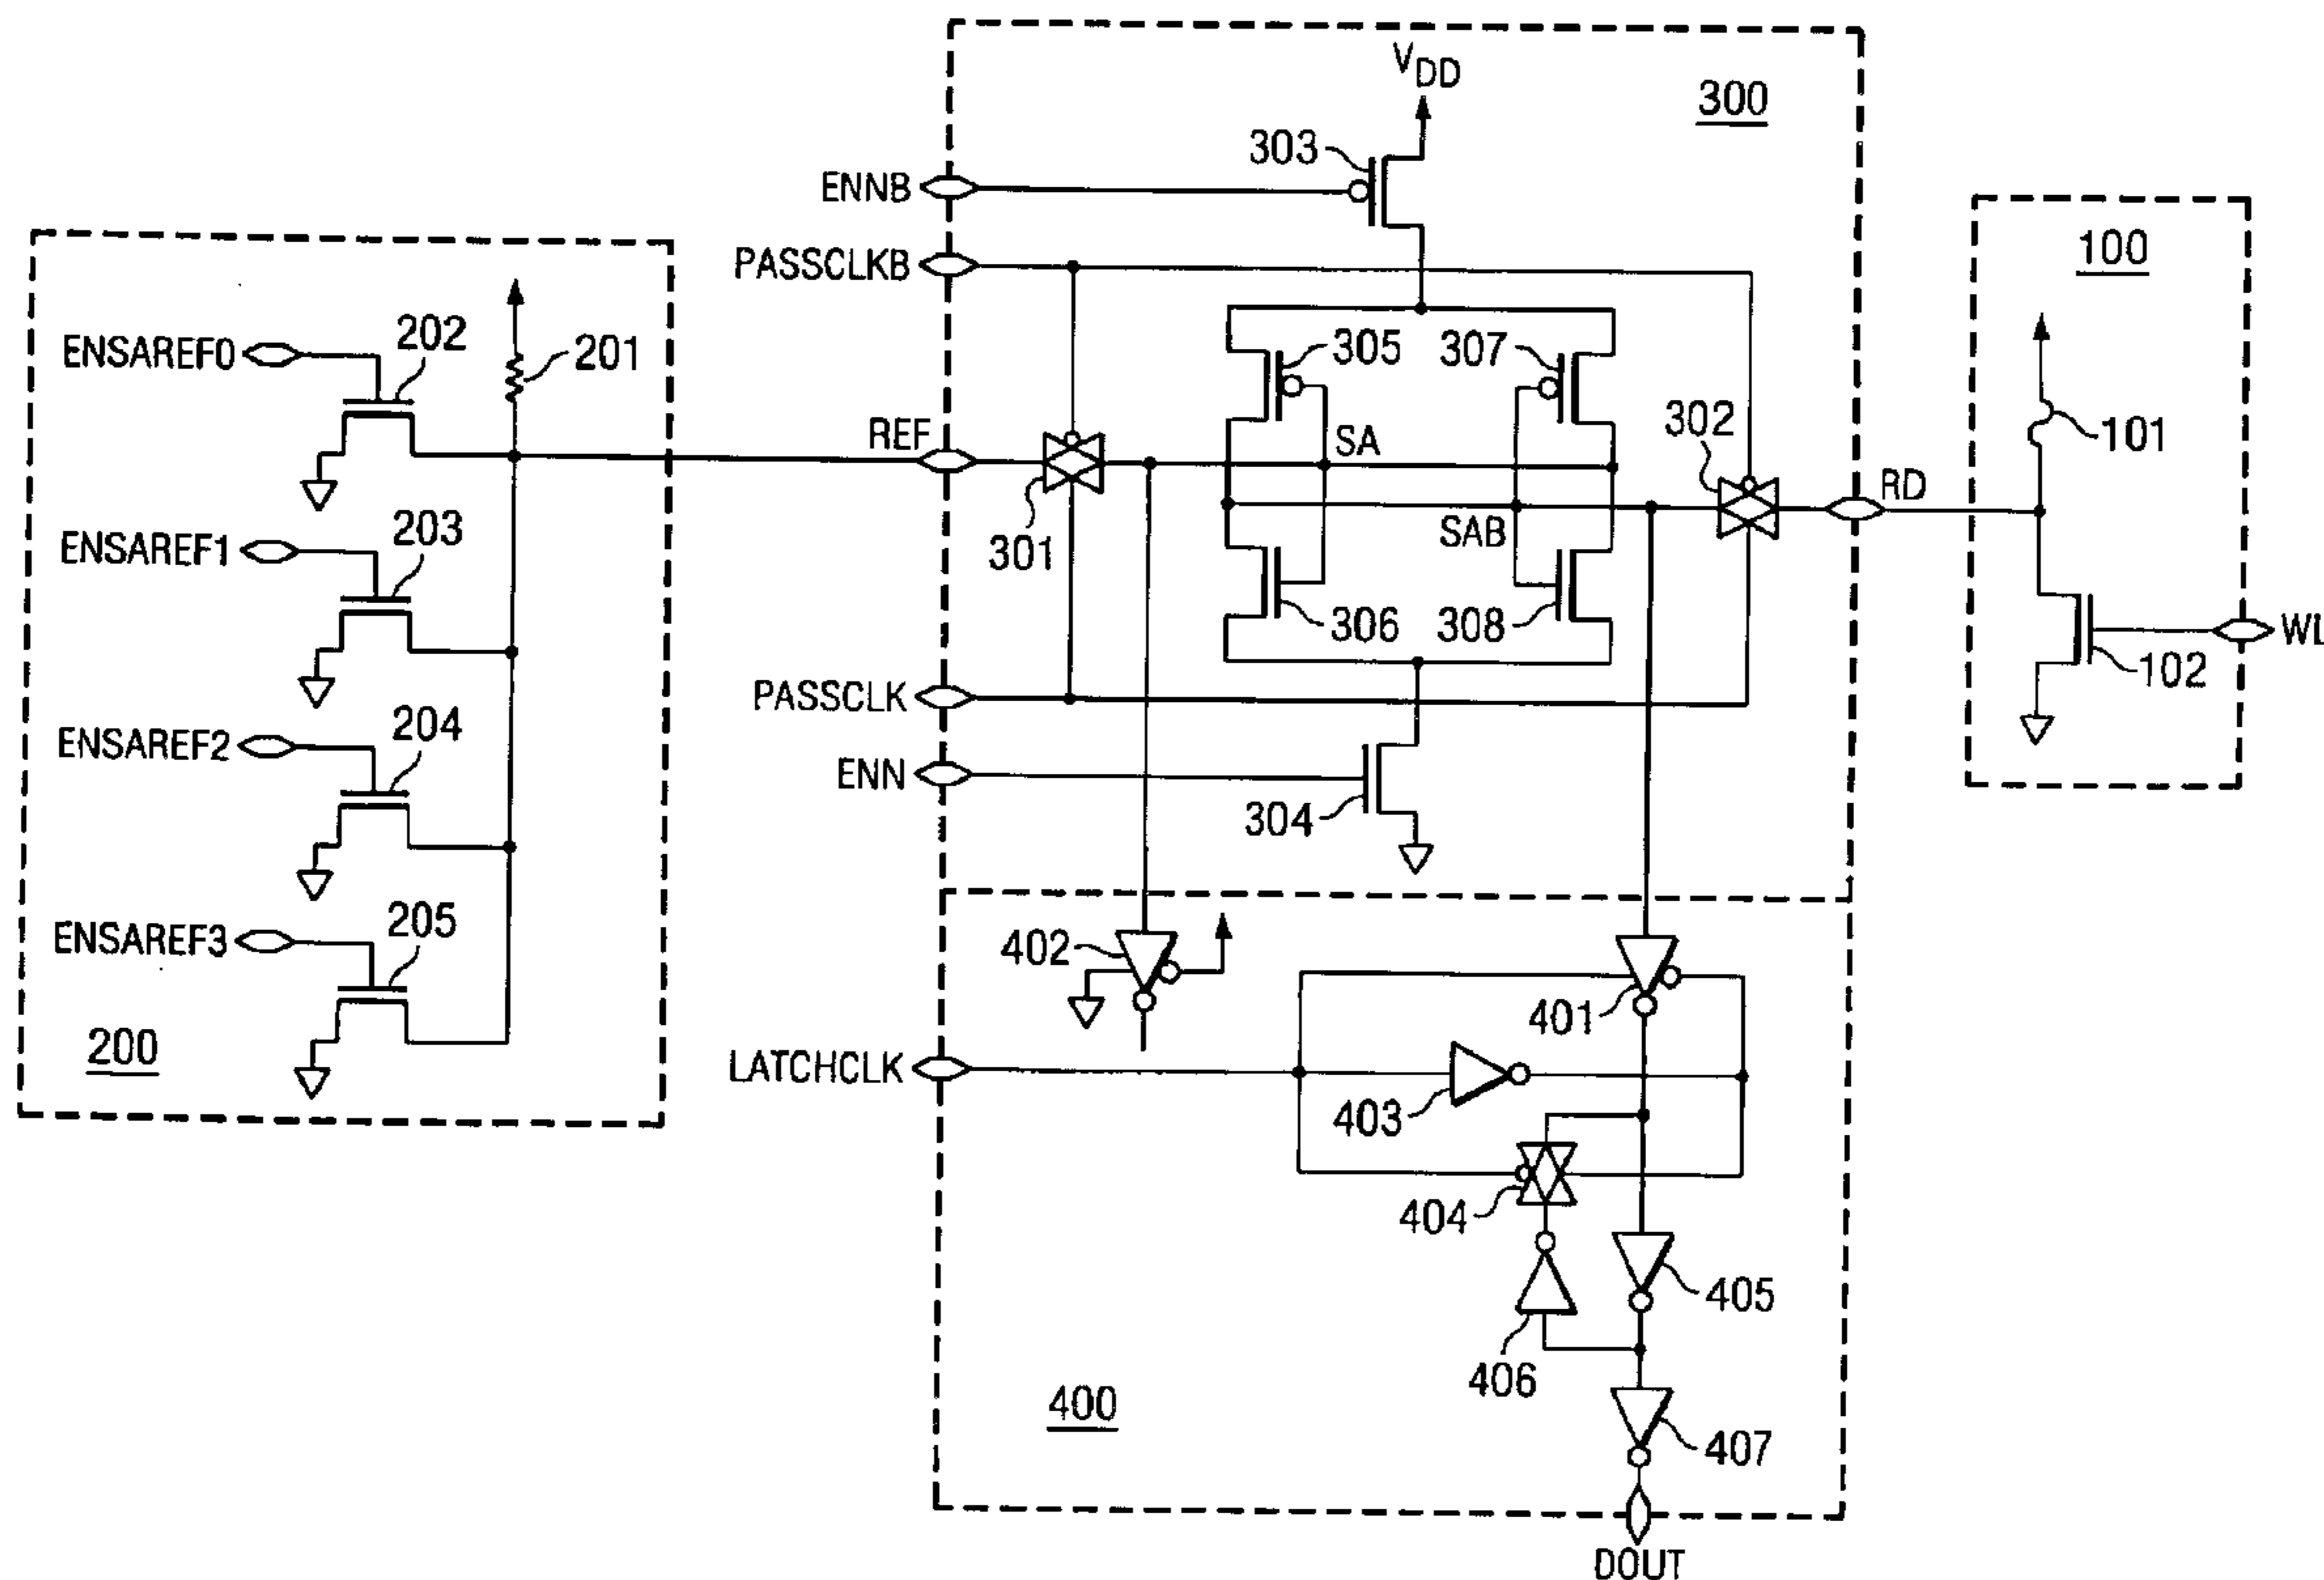 VDD
300
303
ENNB
PASSCLKB
100
ENSAREF0
202
201
305
307
REF
SA
302
101
RD
301
SAB
ENSAREF1
203
306
308
WL
102
PASSCLK
ENSAREF2
204
ENN
304
ENSAREF3
205
402
401
200
LATCHCLK
403
404
405
406
400
407
DOUT